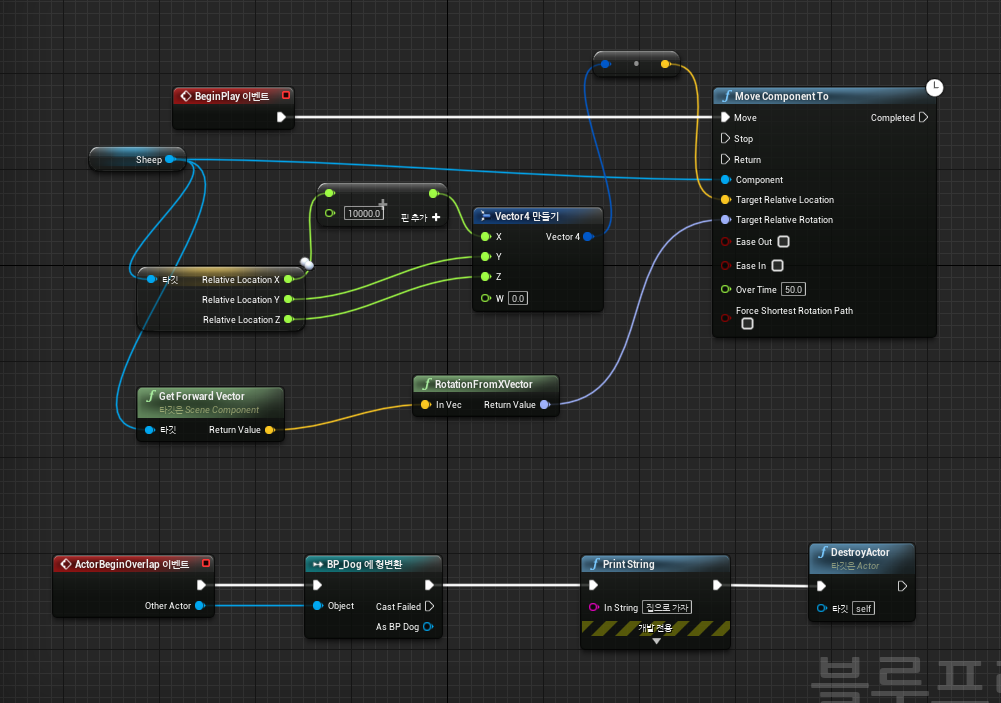 BeginPlay 이벤트
Move Component To
Move
Completed
Stop
Return
Sheep
Component
Target Relative Location
Target Relative Rotation
10000.0
핀 추가
Vector4 만들기
X
Vector 4
Y
Z
W 0.0
타깃
Relative Location X
Relative Location Y
Relative Location Z
Ease Out
Ease In
Over Time 50.0
Force Shortest Rotation Path
Get Forward Vector
타깃은 Scene Component
타깃
Return Value
RotationFromXVector
In Vec
Return Value
ActorBeginOverlap 이벤트
Other Actor
BP_Dog 에 형변환
Object
Cast Failed
As BP Dog
Print String
In String 집으로 가자
개발 전용
DestroyActor
타깃은 Actor
타깃 self
블루프